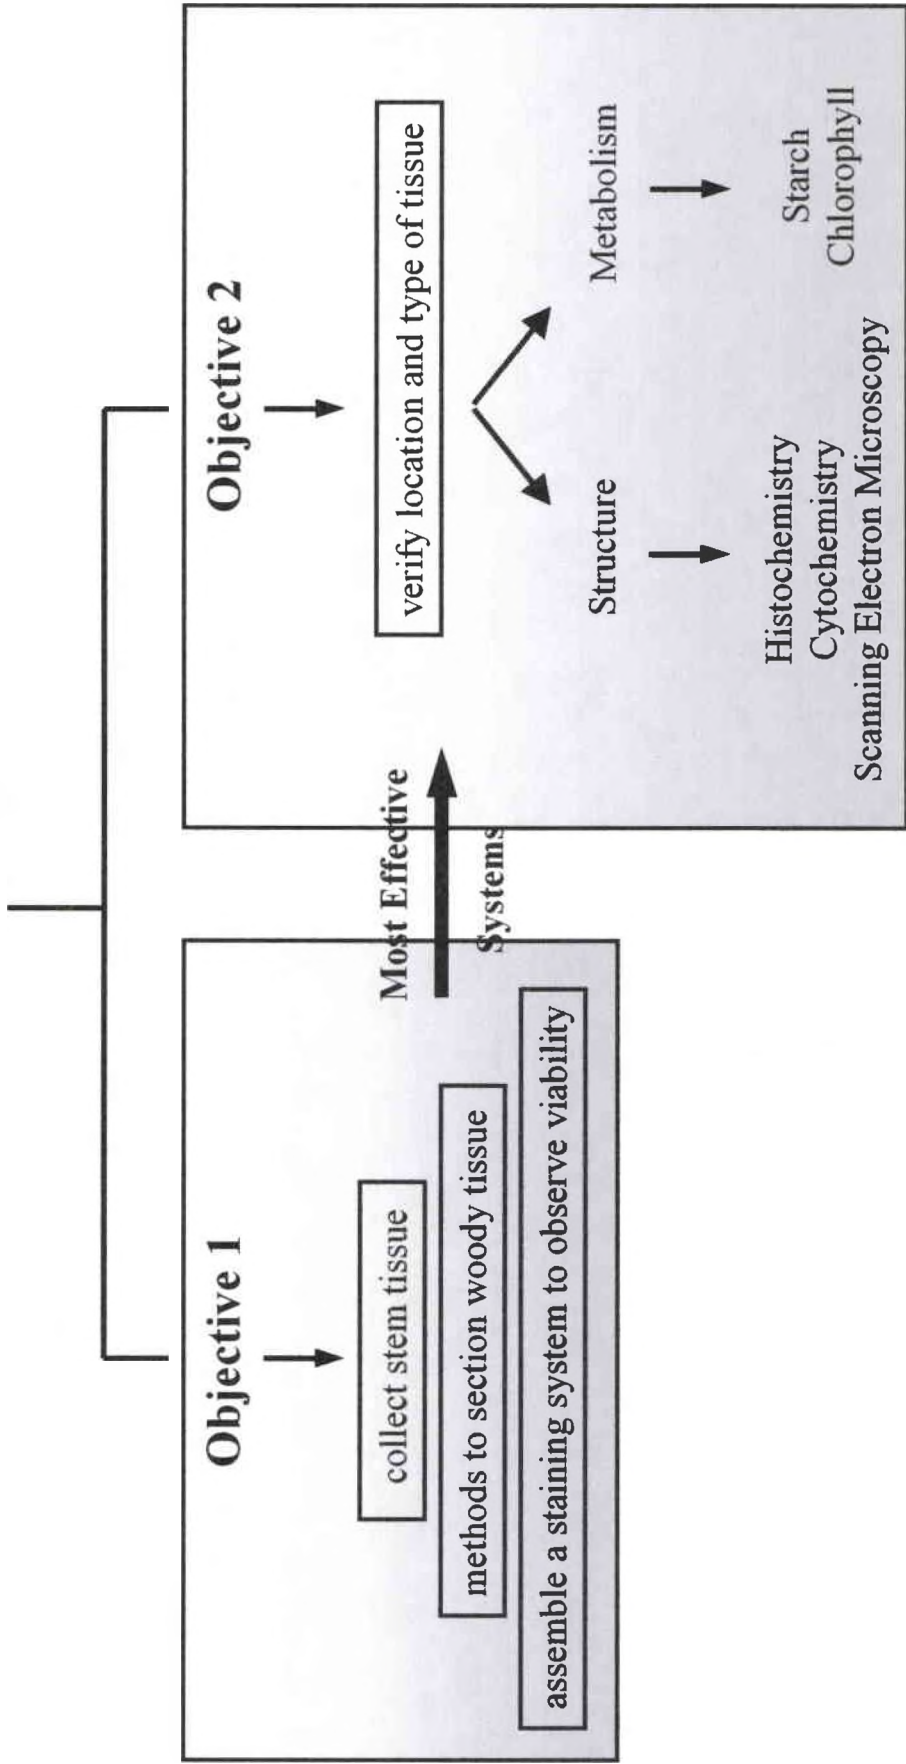 Objective 1
collect stem tissue
methods to section woody tissue
assemble a staining system to observe viability
Most Effective
Systems
Objective 2
verify location and type of tissue
Structure
Histochemistry
Cytochemistry
Scanning Electron Microscopy
Metabolism
Starch
Chlorophyll